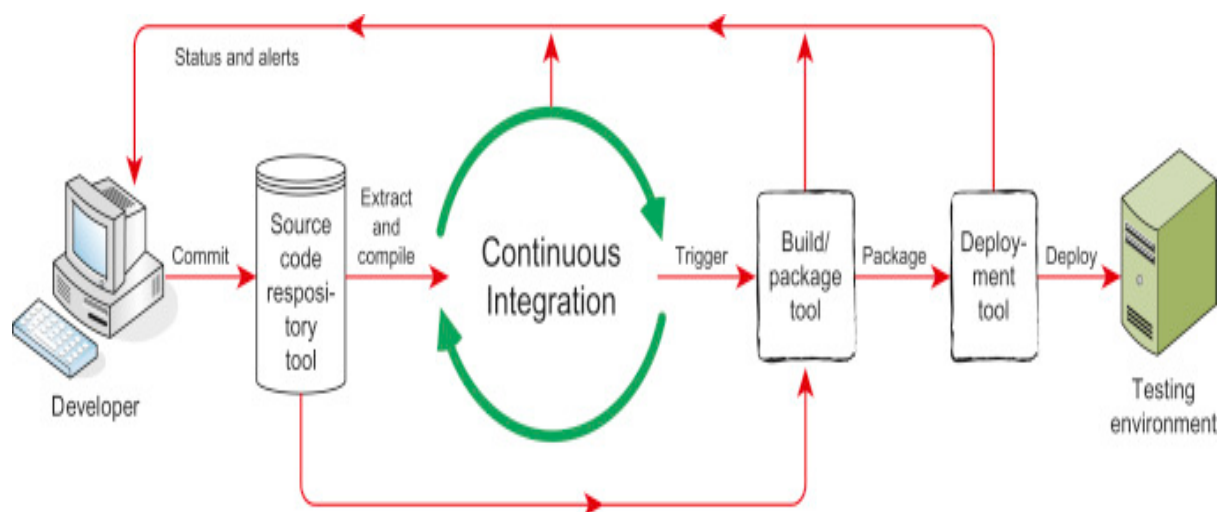 Status and alerts
Commit
Source
code
resposi-
tory
tool
Extract
and
compile
Continuous
Integration
Trigger
Build/
package
tool
Package
Deploy-
ment tool
Deploy
Developer
Testing
environment